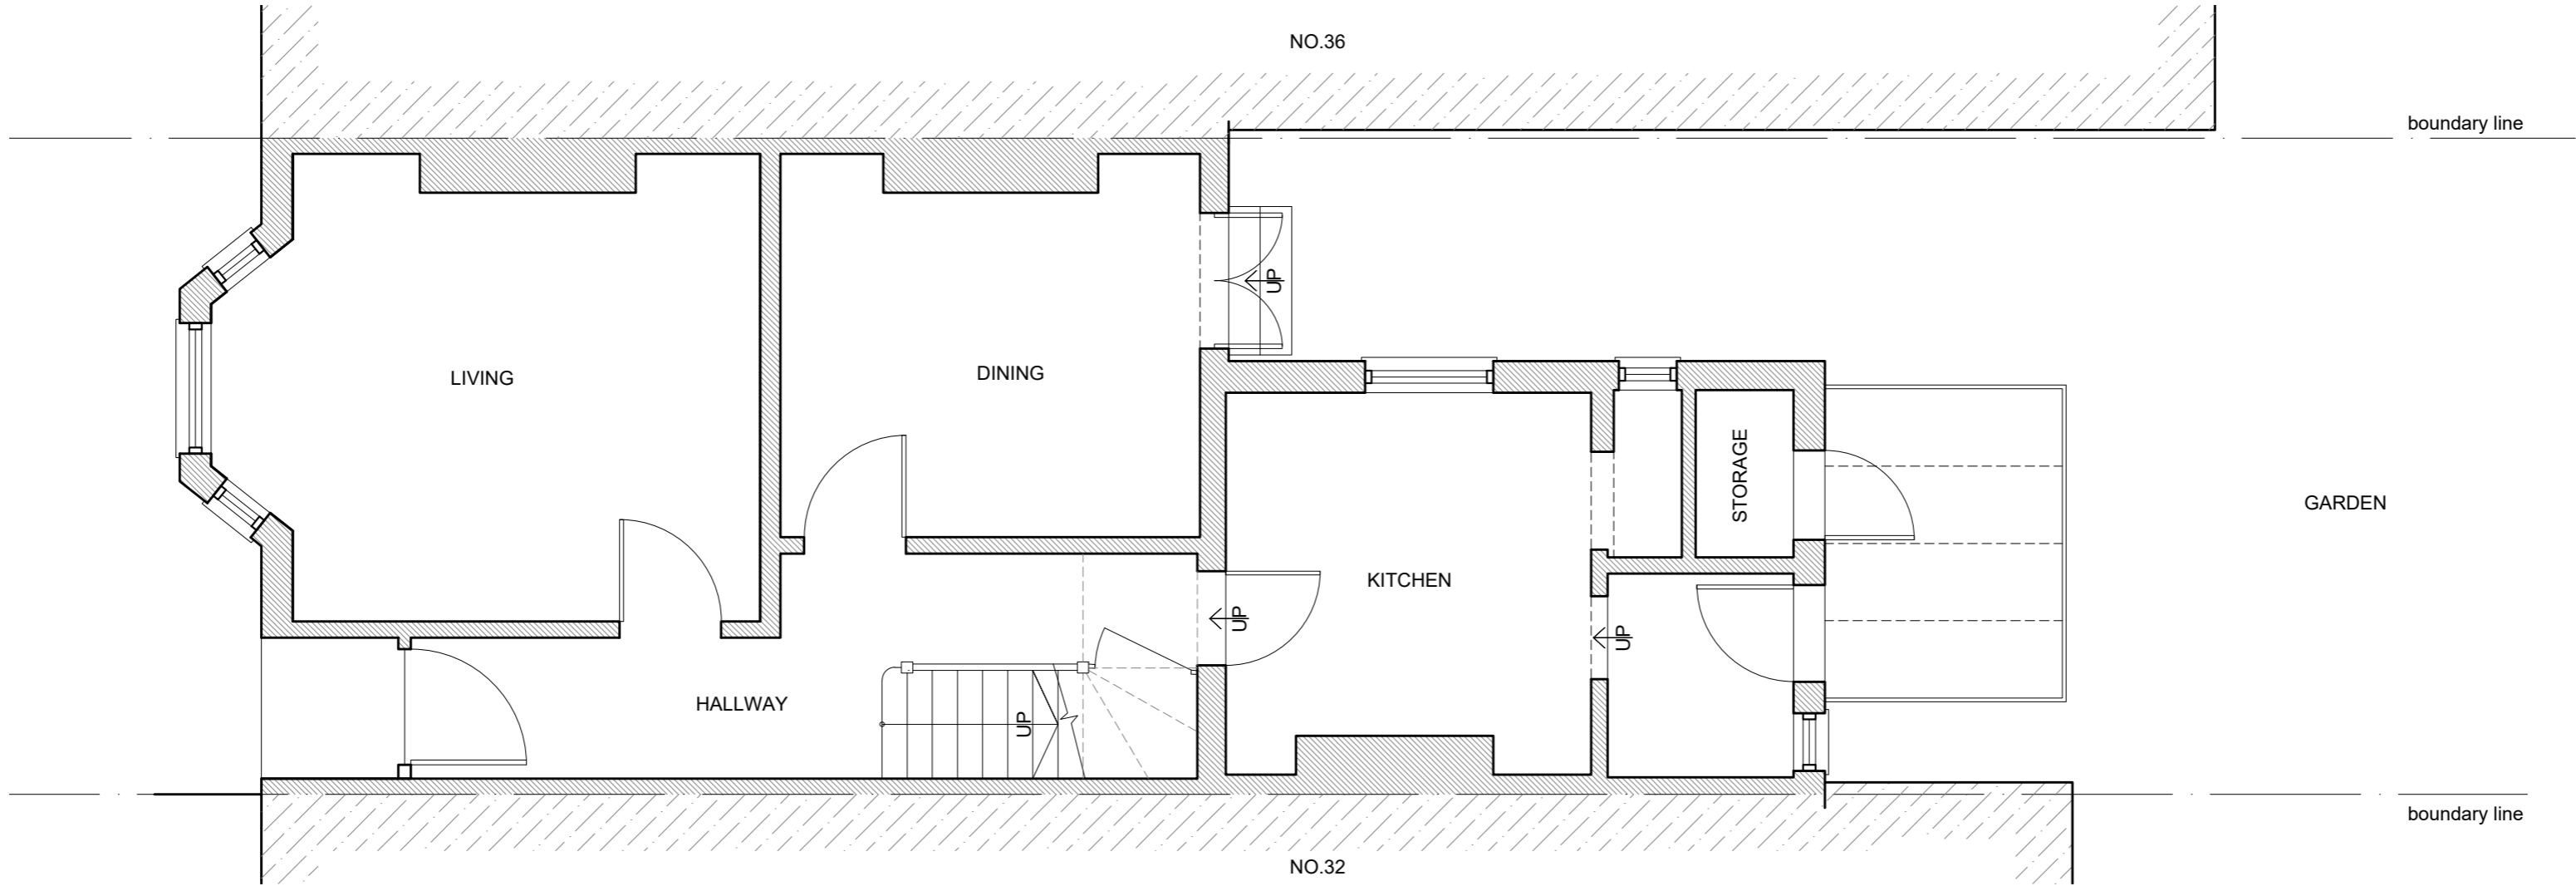 NO.36
boundary line
UP
LIVING
DINING
STORAGE
GARDEN
KITCHEN
UP
UP
HALLWAY
UP
boundary line
NO.32